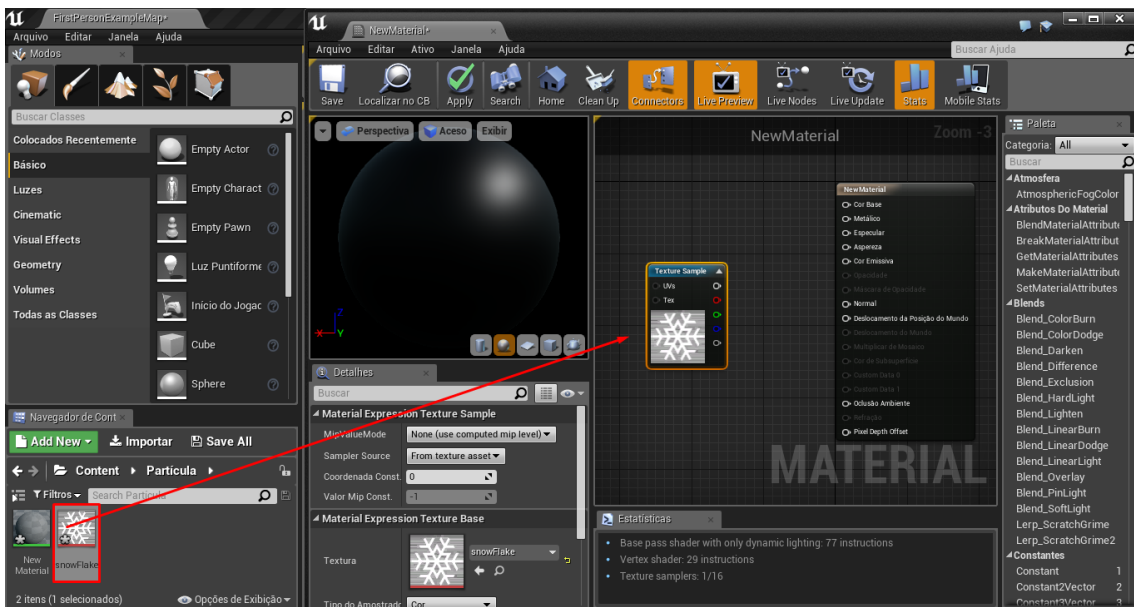 FirstPersonExampleMap*
Arquivo Editar Janela Ajuda
Modos
Buscar Classes
Colocados Recentemente
Básico
Luzes
Cinematic
Visual Effects
Geometry
Volumes
Todas as Classes
Empty Actor
Empty Charact
Empty Pawn
Luz Puntiforme
Início do Jogac
Cube
Sphere
Navegador de Cont
Add New Importar Save All
Content Partícula
Filtros Search Partícula
New
Material
snowFlake
2 itens (1 selecionados) Opções de Exibição
NewMaterial*
Arquivo Editar Ativo Janela Ajuda
Buscar Ajuda
Save Localizar no CB Apply Search Home Clean Up Connectors Live Preview Live Nodes Live Update Stats Mobile Stats
Perspectiva Aceso Exibir
Z
X Y
Detalhes
Buscar
Material Expression Texture Sample
MipValueMode None (use computed mip level)
Sampler Source From texture asset
Coordenada Const. 0
Valor Mip Const. -1
Material Expression Texture Base
Textura snowFlake
Tipo do Amostradc Cor
NewMaterial Zoom -3
Texture Sample
UVs
Tex
NewMaterial
Cor Base
Metálico
Especular
Aspereza
Cor Emissiva
Opacidade
Máscara de Opacidade
Normal
Deslocamento da Posição do Mundo
Deslocamento do Mundo
Multiplicar de Mosaico
Cor de Subsuperfície
Custom Data 0
Custom Data 1
Oclusão Ambiente
Refração
Pixel Depth Offset
MATERIAL
Estatísticas
Base pass shader with only dynamic lighting: 77 instructions
Vertex shader: 29 instructions
Texture samplers: 1/16
Paleta
Categoria: All
Buscar
Atmosfera
AtmosphericFogColor
Atributos Do Material
BlendMaterialAttribute
BreakMaterialAttribut
GetMaterialAttributes
MakeMaterialAttribute
SetMaterialAttributes
Blends
Blend_ColorBurn
Blend_ColorDodge
Blend_Darken
Blend_Difference
Blend_Exclusion
Blend_HardLight
Blend_Lighten
Blend_LinearBurn
Blend_LinearDodge
Blend_LinearLight
Blend_Overlay
Blend_PinLight
Blend_SoftLight
Lerp_ScratchGrime
Lerp_ScratchGrime2
Constantes
Constant 1
Constant2Vector 2
Constant3Vector 3